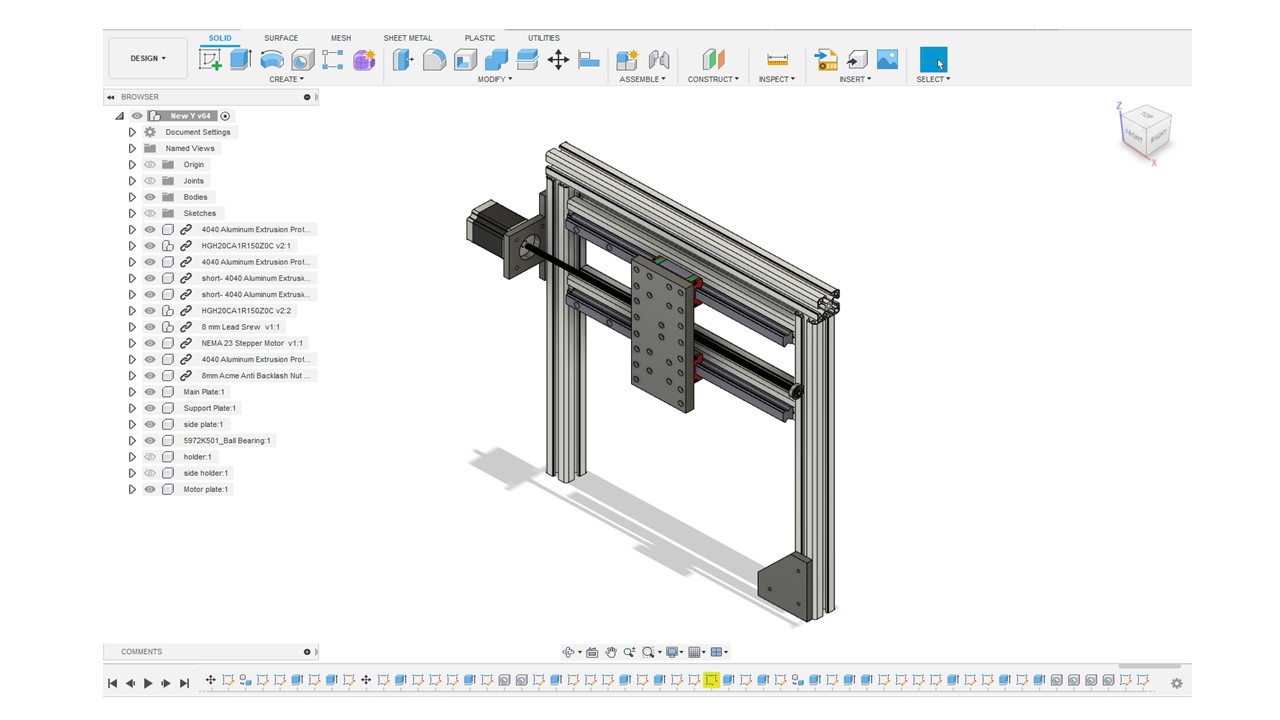 SOLID SURFACE MESH SHEET METAL PLASTIC UTILITIES
DESIGN
CREATE MODIFY ASSEMBLE CONSTRUCT INSPECT INSERT SELECT
BROWSER
New Y v64
Document Settings
Named Views
Origin
Joints
Bodies
Sketches
4040 Aluminum Extrusion Prot...
HGH20CA1R150Z0C v2:1
4040 Aluminum Extrusion Prot...
short- 4040 Aluminum Extrusi...
short- 4040 Aluminum Extrusi...
HGH20CA1R150Z0C v2:2
8 mm Lead Srew v1:1
NEMA 23 Stepper Motor v1:1
4040 Aluminum Extrusion Prot...
8mm Acme Anti Backlash Nut ...
Main Plate:1
Support Plate:1
side plate:1
5972K501_Ball Bearing:1
holder:1
side holder:1
Motor plate:1
Z
TOP
FRONT RIGHT
X
COMMENTS